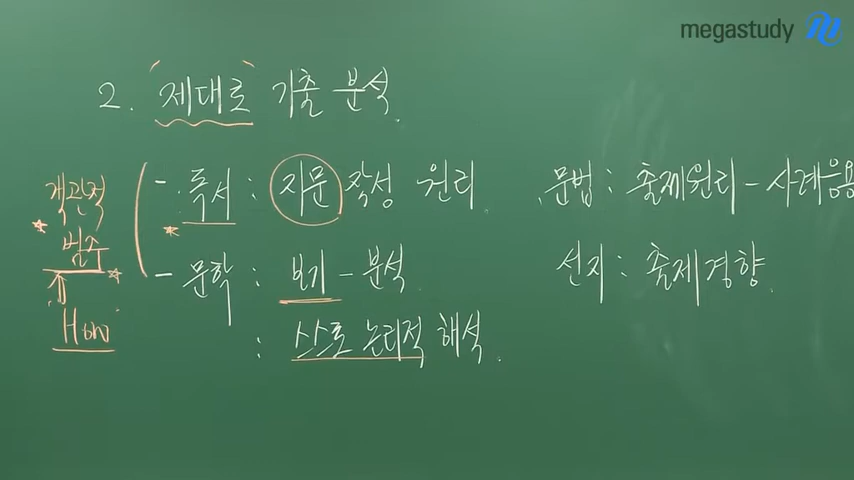 megastudy
2. 제대로 기출 분석.
객관적
범주
How
- 독서 : 지문 작성 원리.
- 문학 : 보기 - 분석.
: 스스로 논리적 해석.
문법 : 출제원리 - 사례응용
선지 : 출제경향.